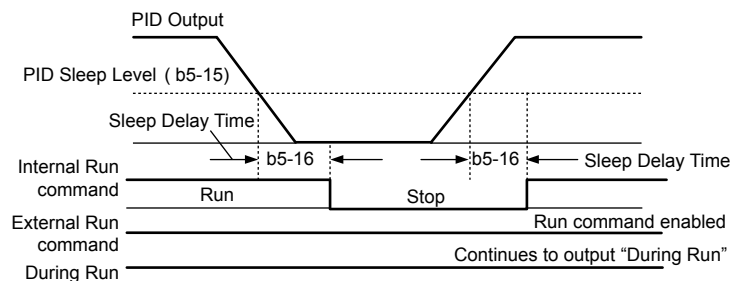 PID Output
PID Sleep Level ( b5-15)
Sleep Delay Time
b5-16
b5-16
Sleep Delay Time
Internal Run
command
Run
Stop
External Run
command
Run command enabled
During Run
Continues to output “During Run”